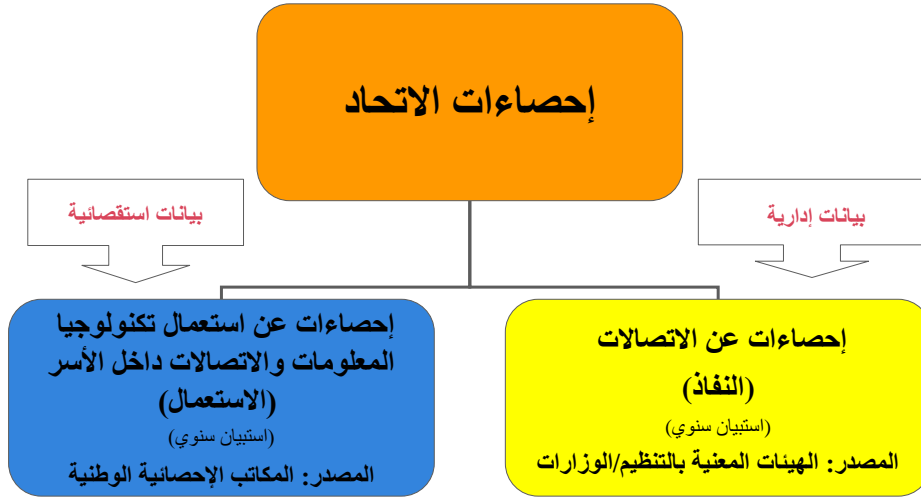 إحصاءات الاتحاد
بيانات إدارية
بيانات استقصائية
إحصاءات عن الاتصالات
(النفاذ)
(استبيان سنوي)
المصدر: الهيئات المعنية بالتنظيم/الوزارات
إحصاءات عن استعمال تكنولوجيا
المعلومات والاتصالات داخل الأسر
(الاستعمال)
(استبيان سنوي)
المصدر: المكاتب الإحصائية الوطنية